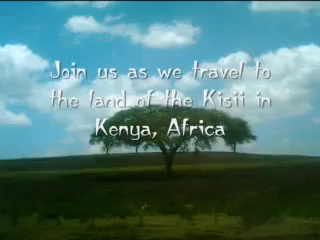 Join us as we travel to
the land of the Kisii in
Kenya, Africa